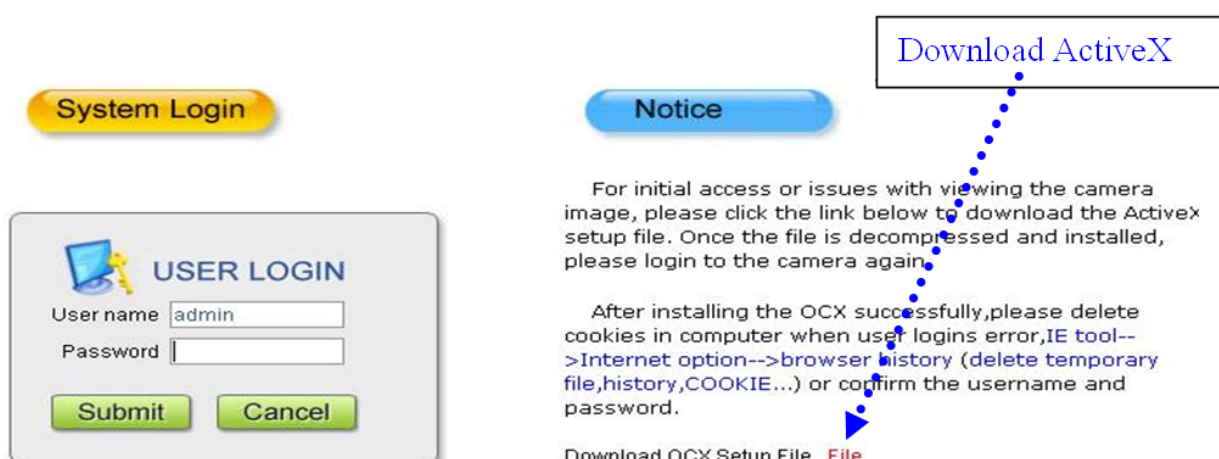 Download ActiveX
System Login
Notice
For initial access or issues with viewing the camera
image, please click the link below to download the ActiveX
setup file. Once the file is decompressed and installed,
please login to the camera again.
USER LOGIN
User name admin
Password
Submit Cancel
After installing the OCX successfully,please delete
cookies in computer when user logins error,IE tool--
>Internet option-->browser history (delete temporary
file,history,COOKIE...) or confirm the username and
password.
Download OCX Setup File File